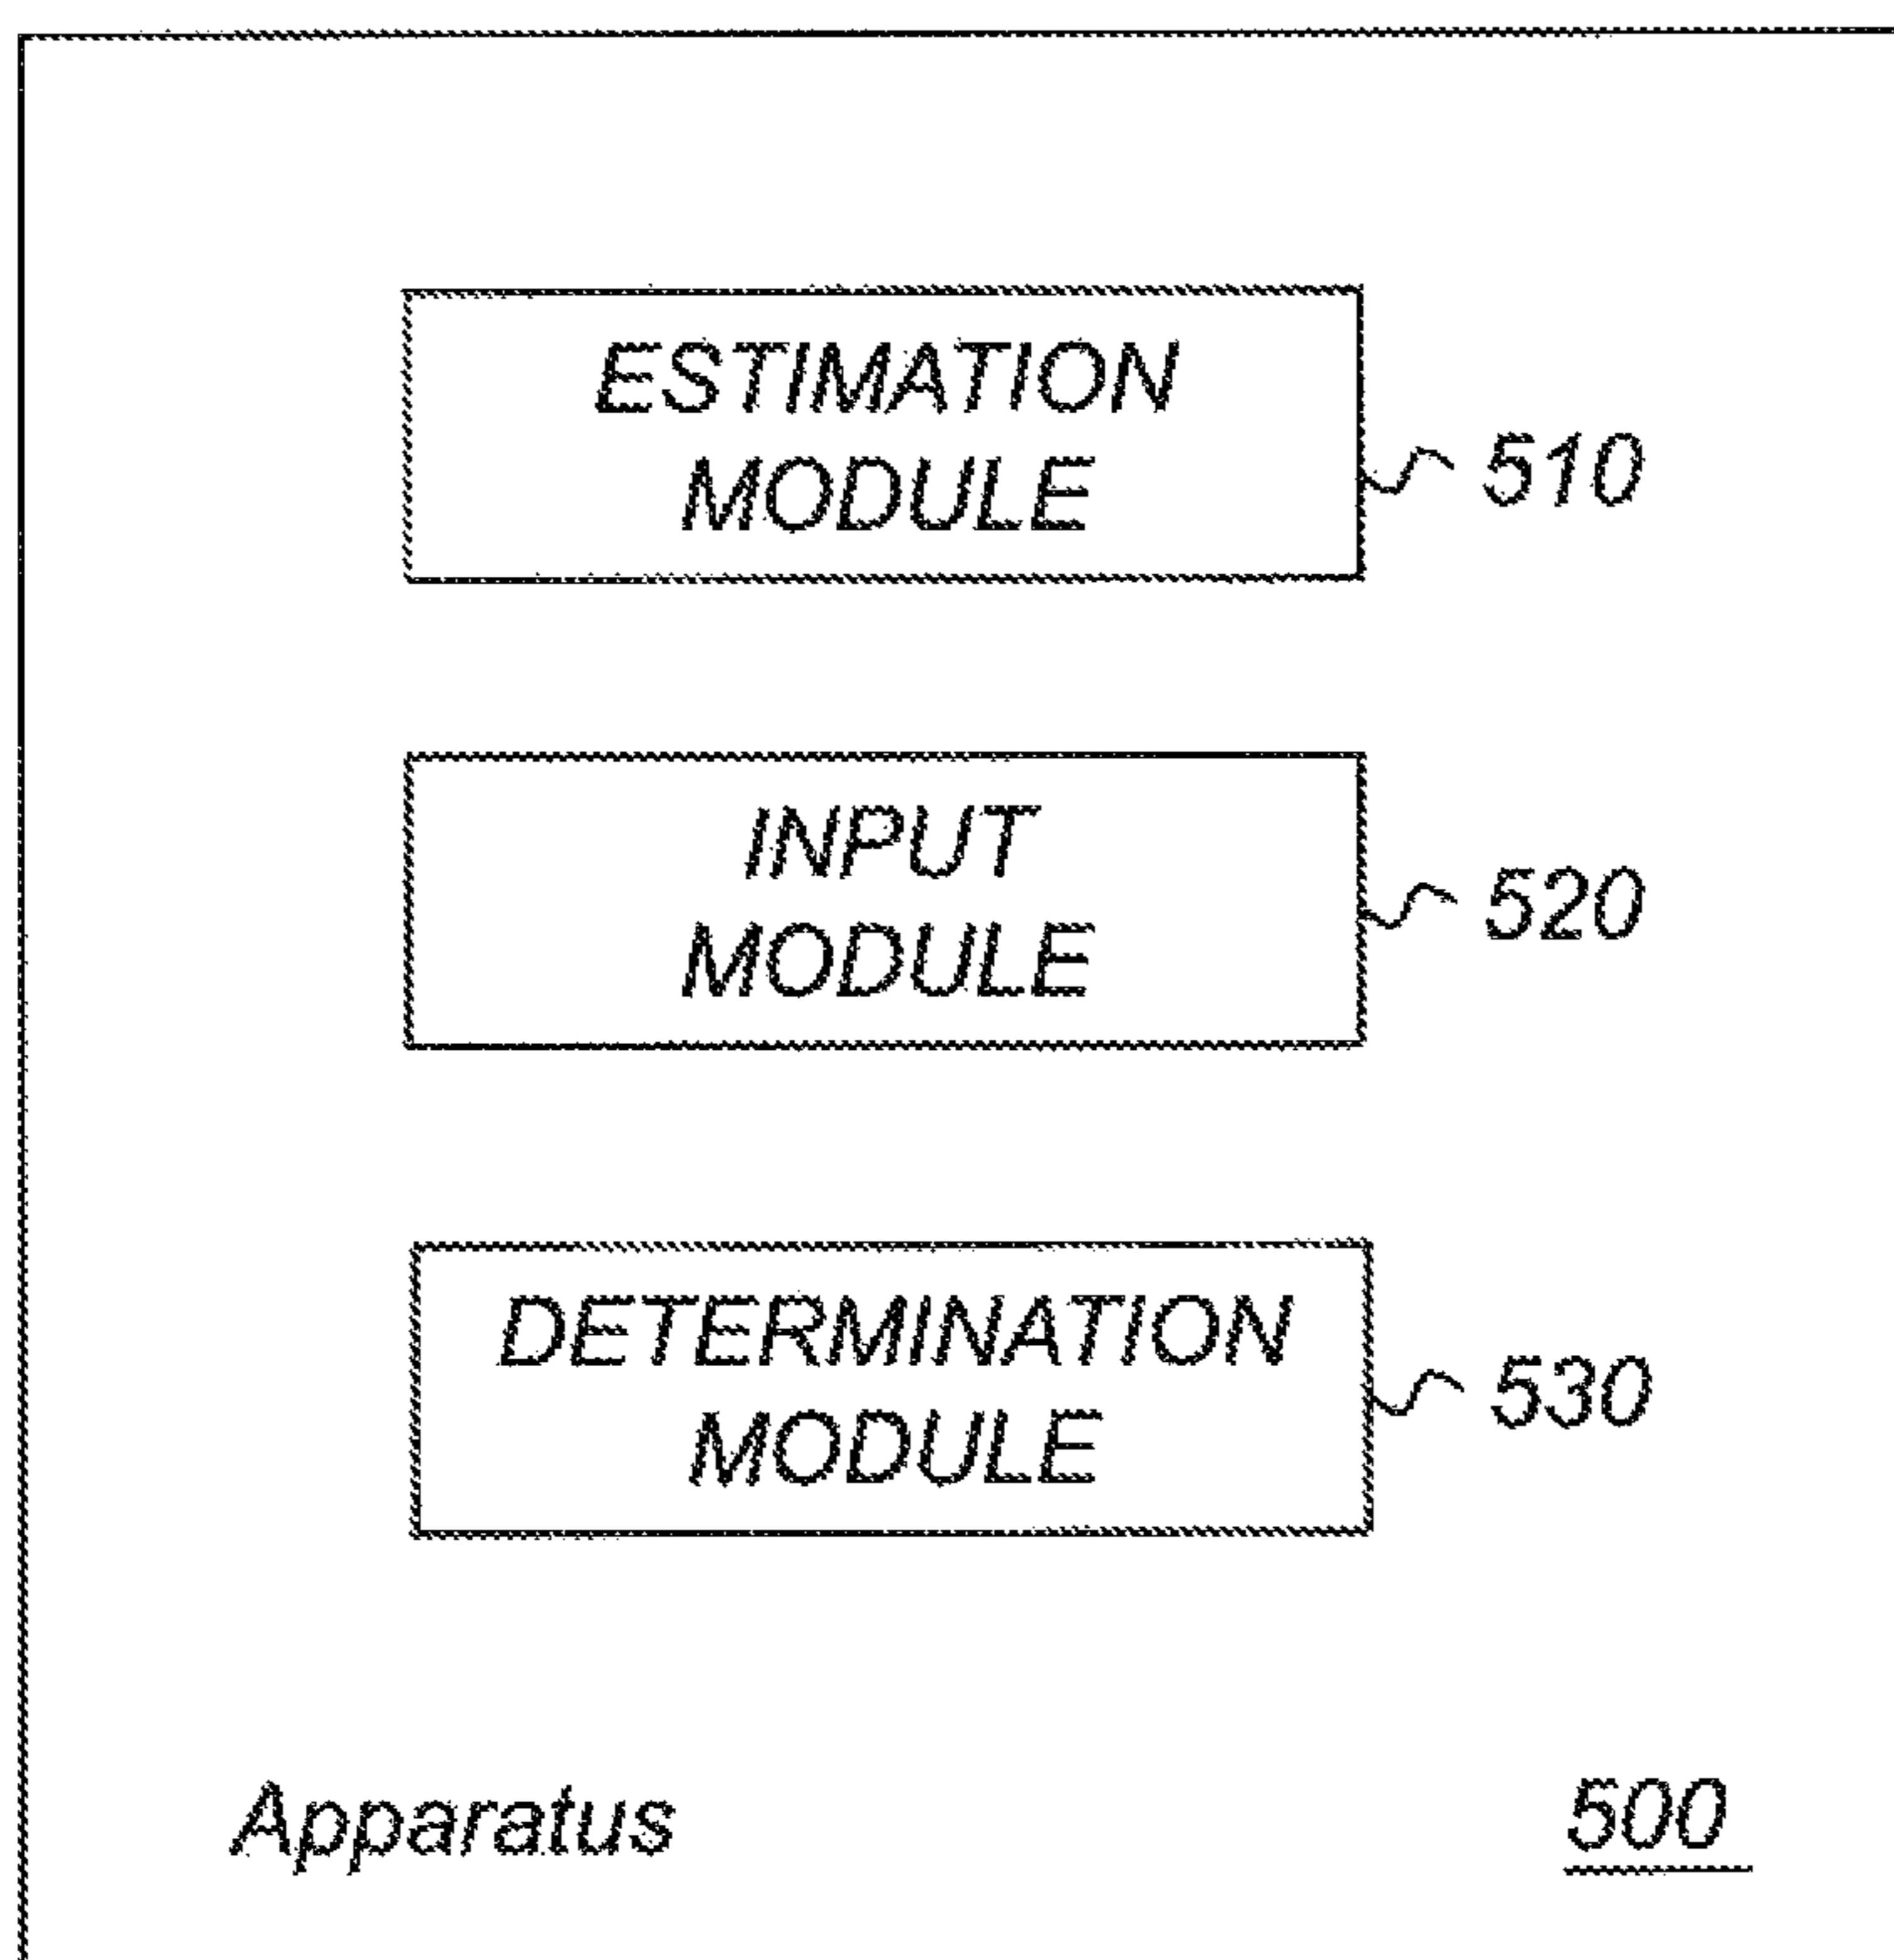 ESTIMATION
MODULE
510
INPUT
MODULE
520
DETERMINATION
MODULE
530
Apparatus 500